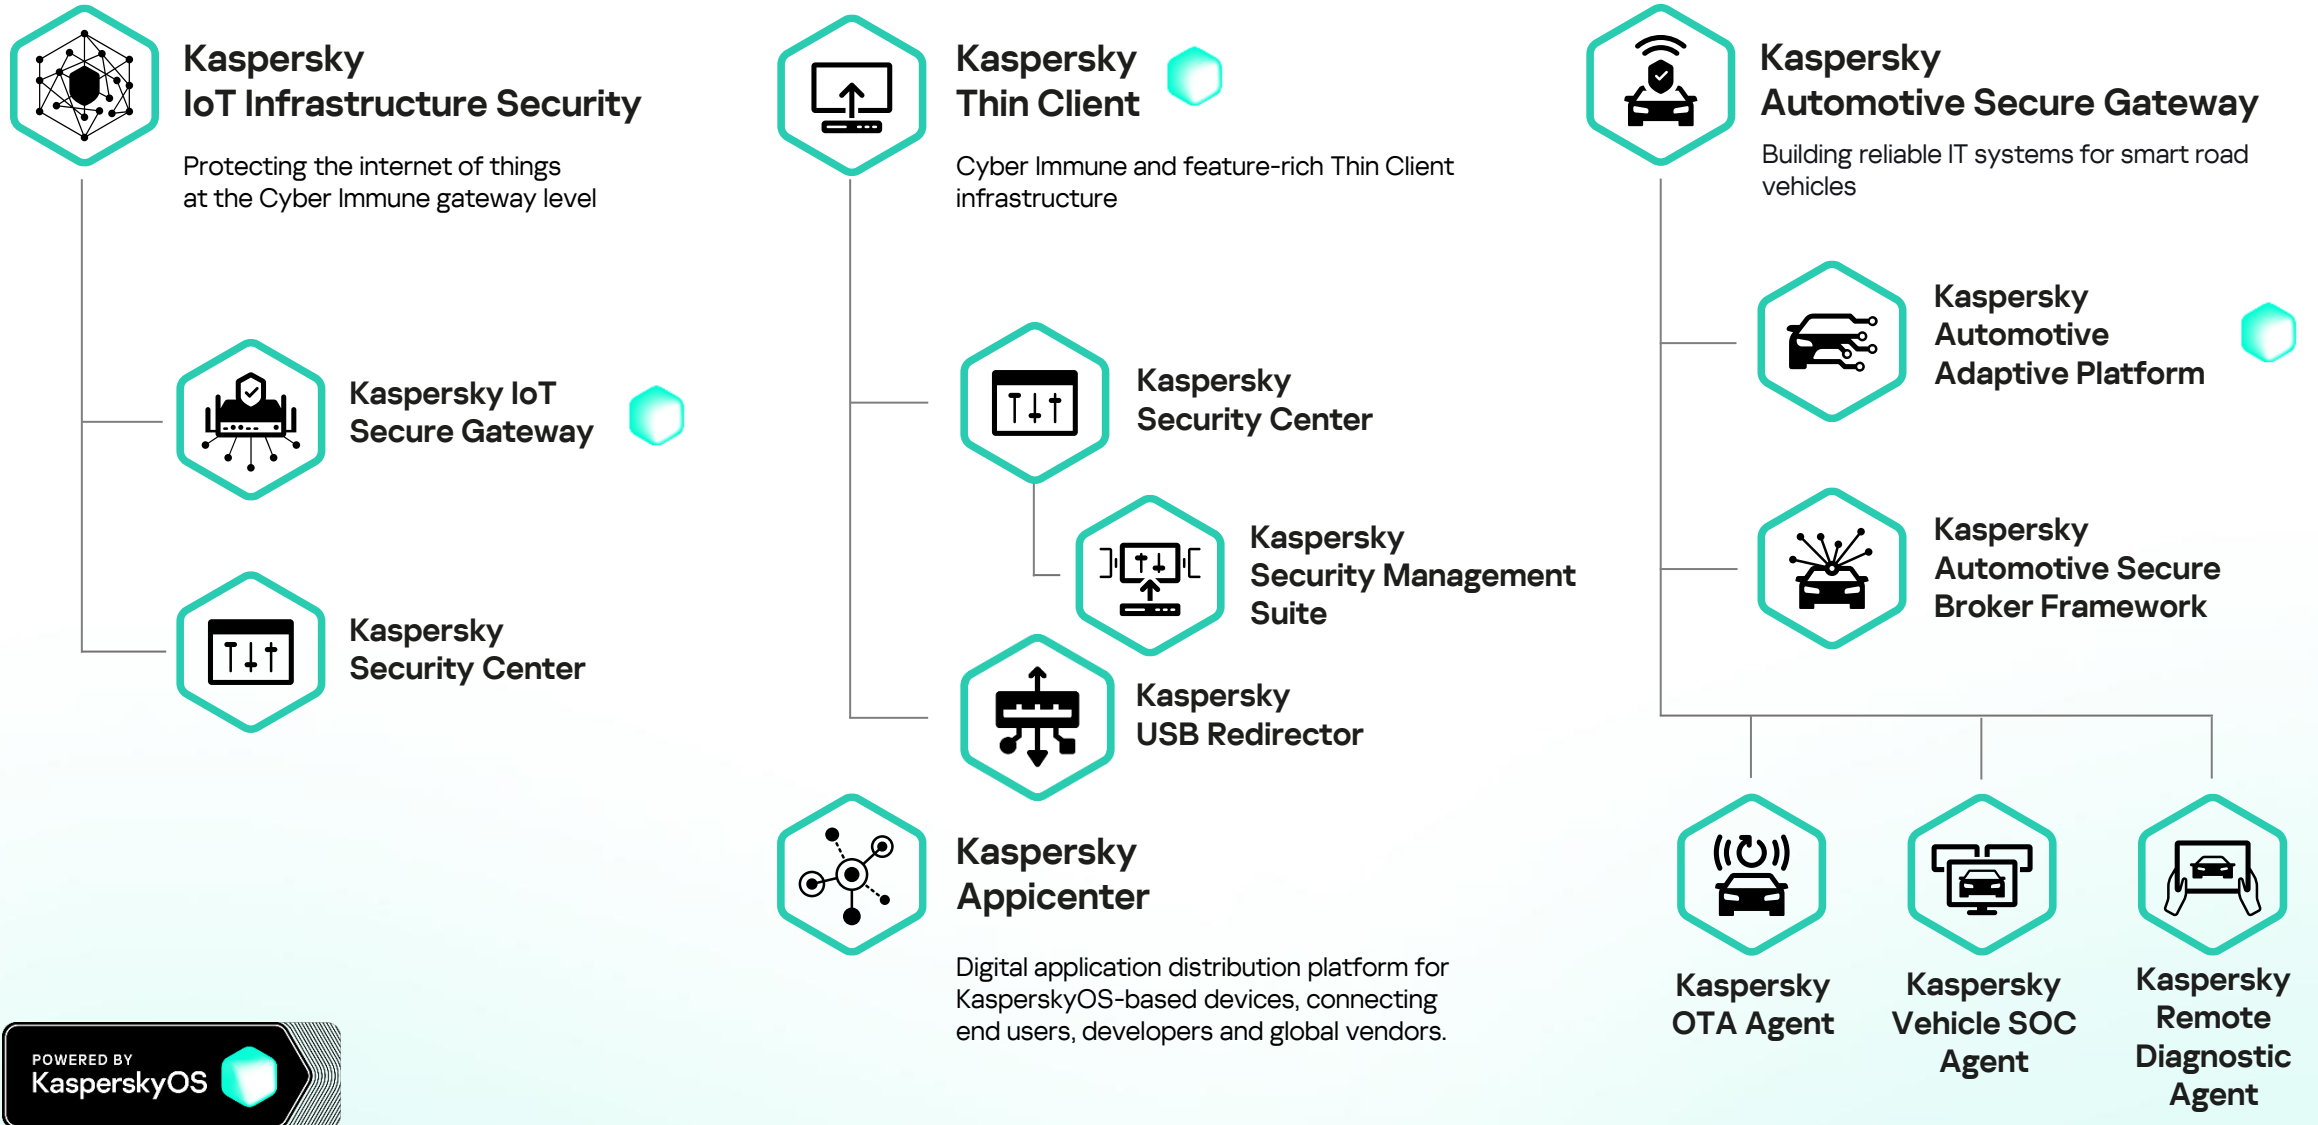 Kaspersky
IoT Infrastructure Security
Protecting the internet of things
at the Cyber Immune gateway level
Kaspersky IoT
Secure Gateway
Kaspersky
Security Center
Kaspersky
Thin Client
Cyber Immune and feature-rich Thin Client
infrastructure
Kaspersky
Security Center
Kaspersky
Security Management
Suite
Kaspersky
USB Redirector
Kaspersky
Appicenter
Digital application distribution platform for
KasperskyOS-based devices, connecting
end users, developers and global vendors.
Kaspersky
Automotive Secure Gateway
Building reliable IT systems for smart road
vehicles
Kaspersky
Automotive
Adaptive Platform
Kaspersky
Automotive Secure
Broker Framework
Kaspersky
OTA Agent
Kaspersky
Vehicle SOC
Agent
Kaspersky
Remote
Diagnostic
Agent
POWERED BY
KasperskyOS